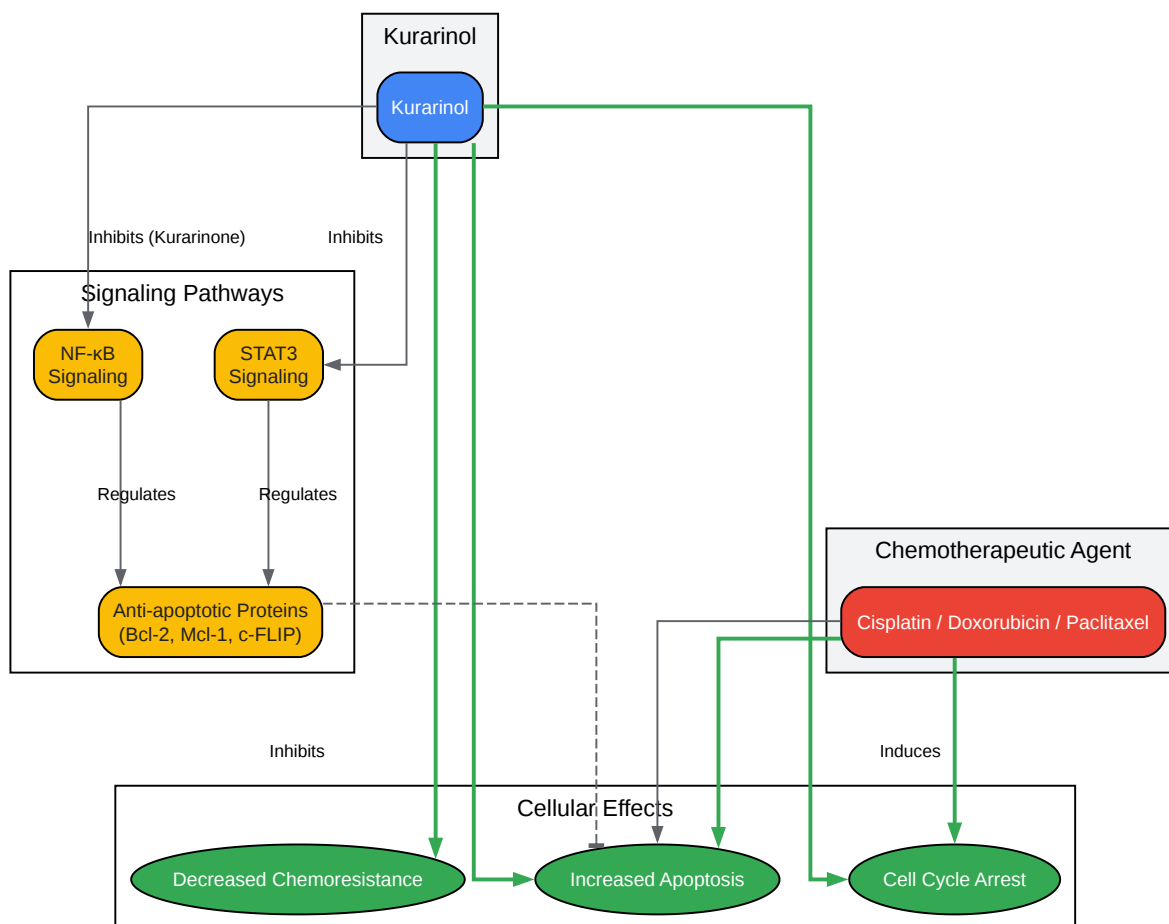 Kurarinol
Kurarinol
Inhibits (Kurarinone)
Inhibits
Signaling Pathways
NF-κB
Signaling
STAT3
Signaling
Regulates
Regulates
Anti-apoptotic Proteins
(Bcl-2, Mcl-1, c-FLIP)
Chemotherapeutic Agent
Cisplatin / Doxorubicin / Paclitaxel
Inhibits
Induces
Cellular Effects
Decreased Chemoresistance
Increased Apoptosis
Cell Cycle Arrest